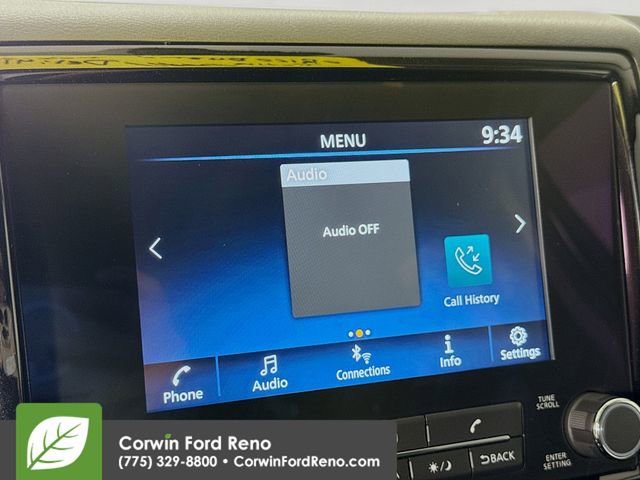 MENU
9:34
Audio
Audio OFF
Call History
Phone
Audio
Connections
Info
Settings
TUNE
SCROLL
BACK
ENTER
SETTING
Corwin Ford Reno
(775) 329-8800 • CorwinFordReno.com